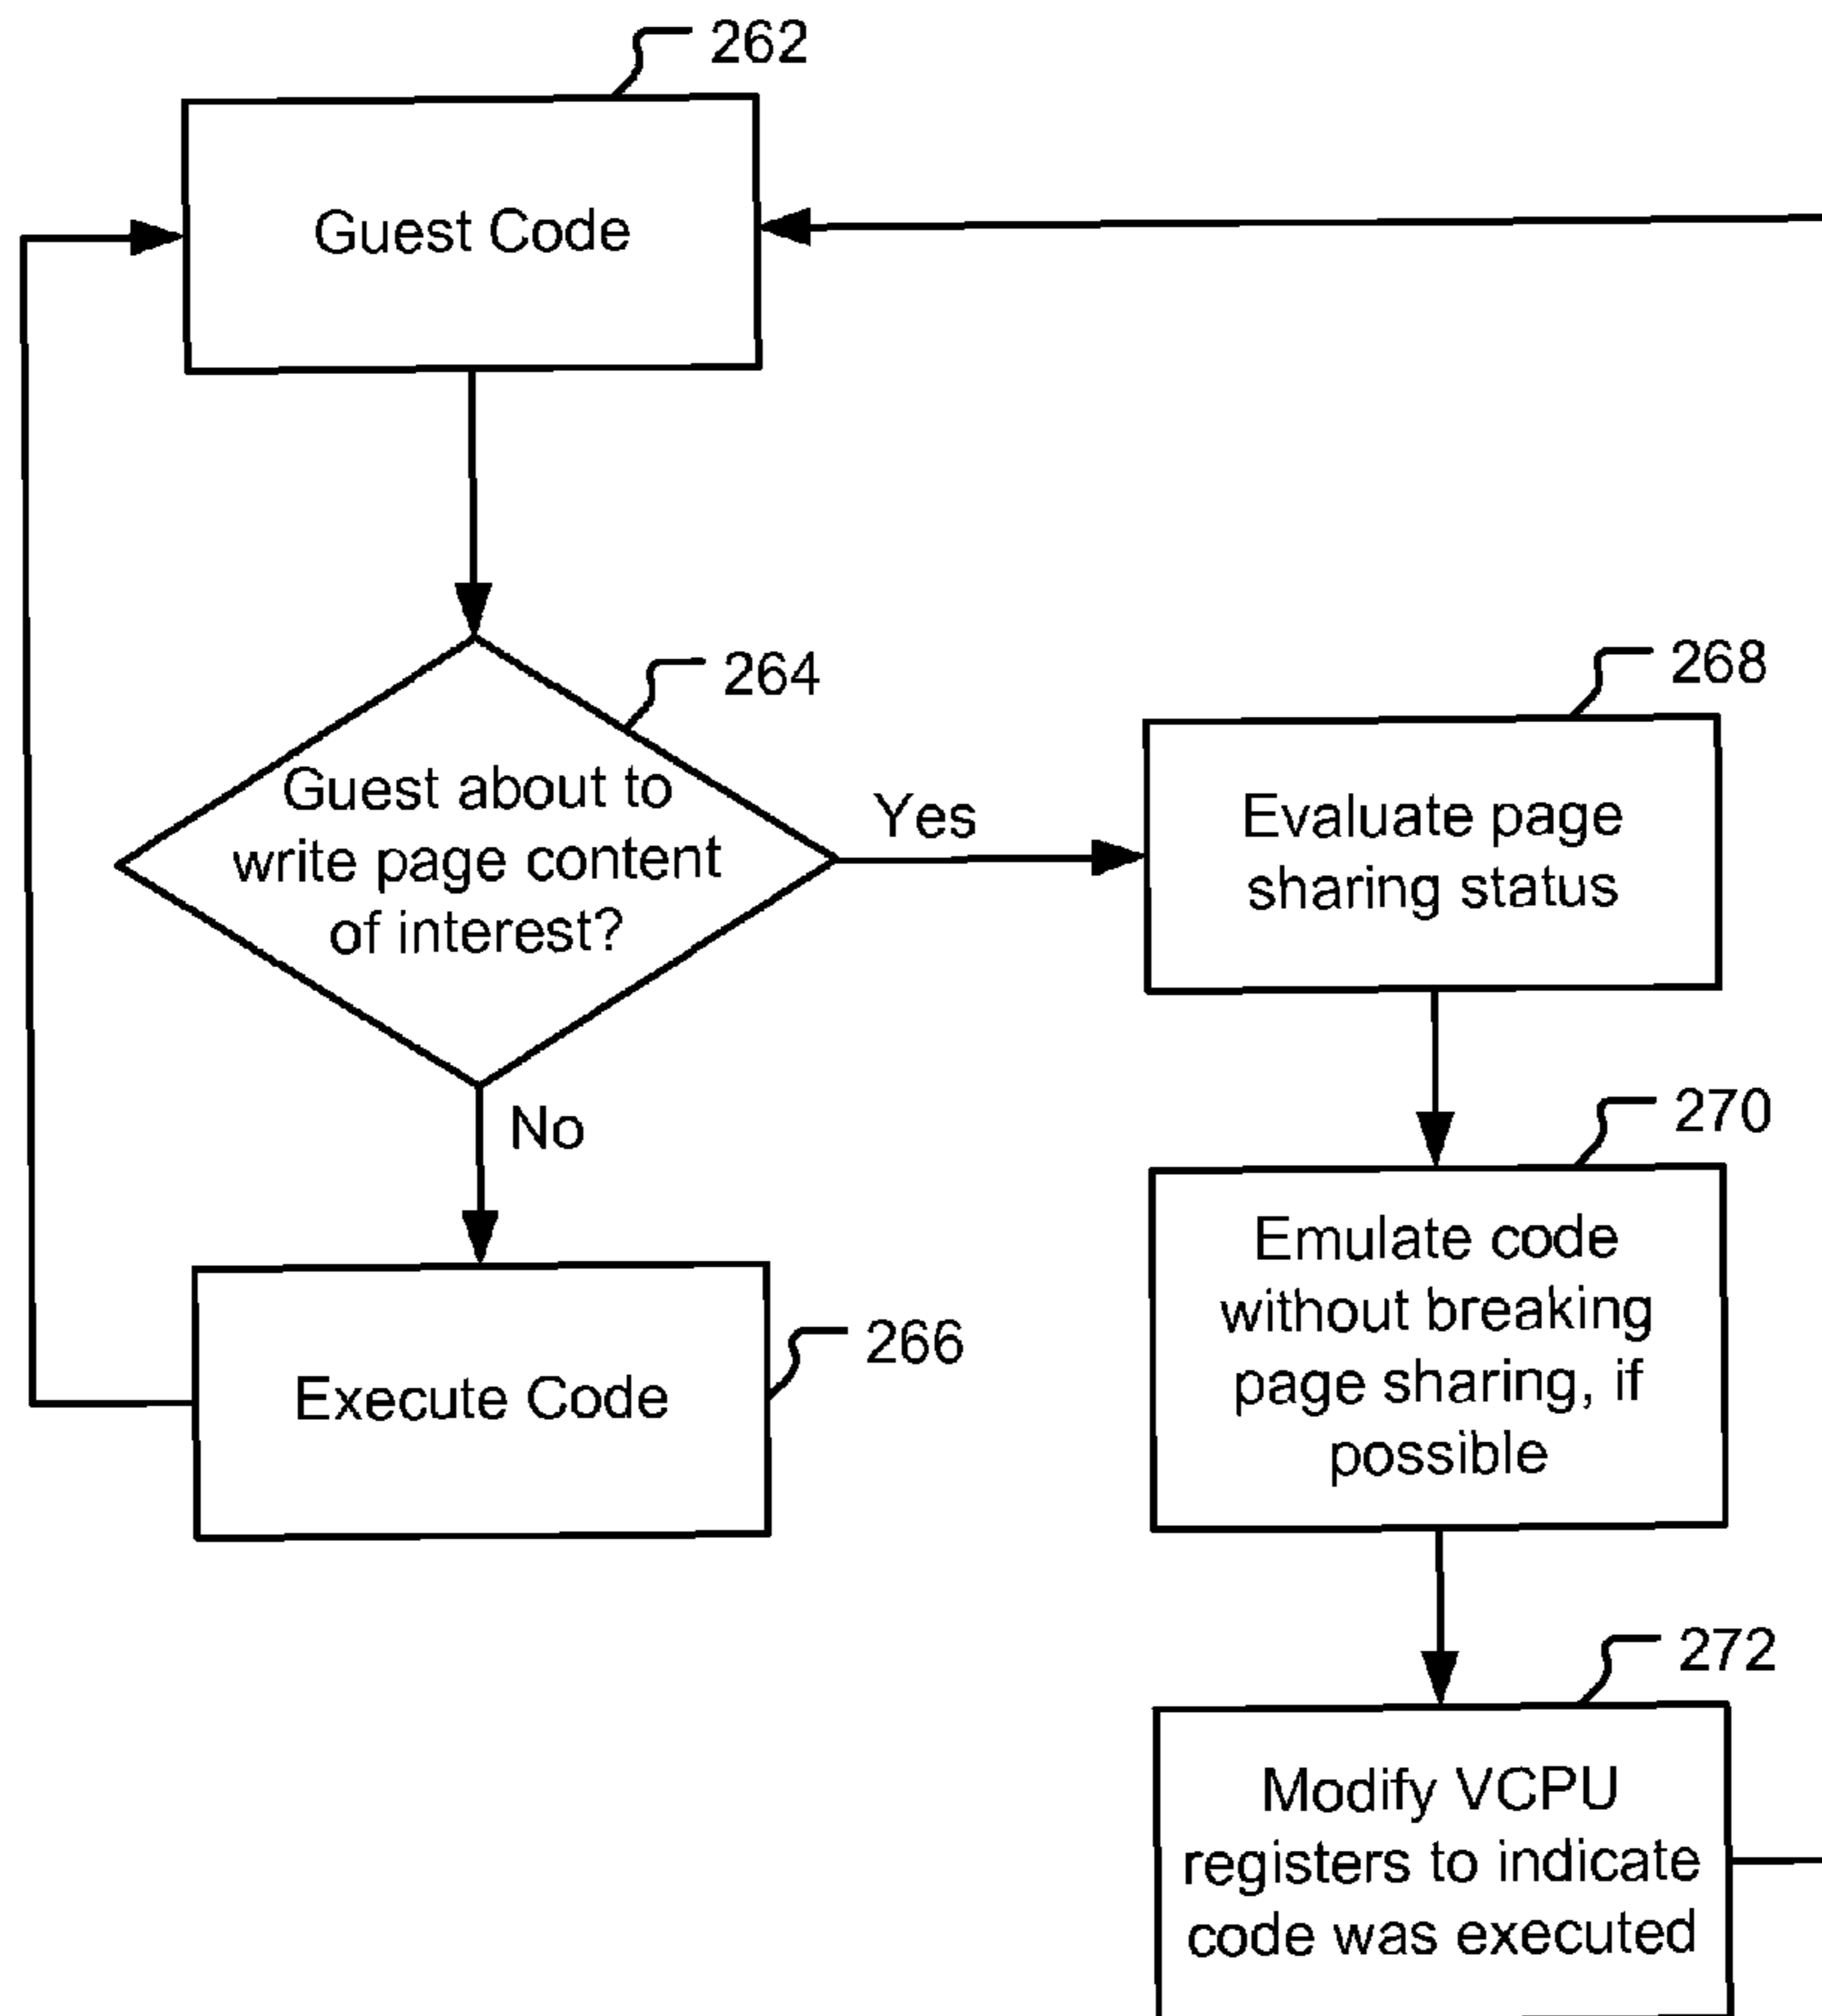 262
Guest Code
264
Guest about to
write page content
of interest?
Yes
No
266
Execute Code
268
Evaluate page
sharing status
270
Emulate code
without breaking
page sharing, if
possible
272
Modify VCPU
registers to indicate
code was executed